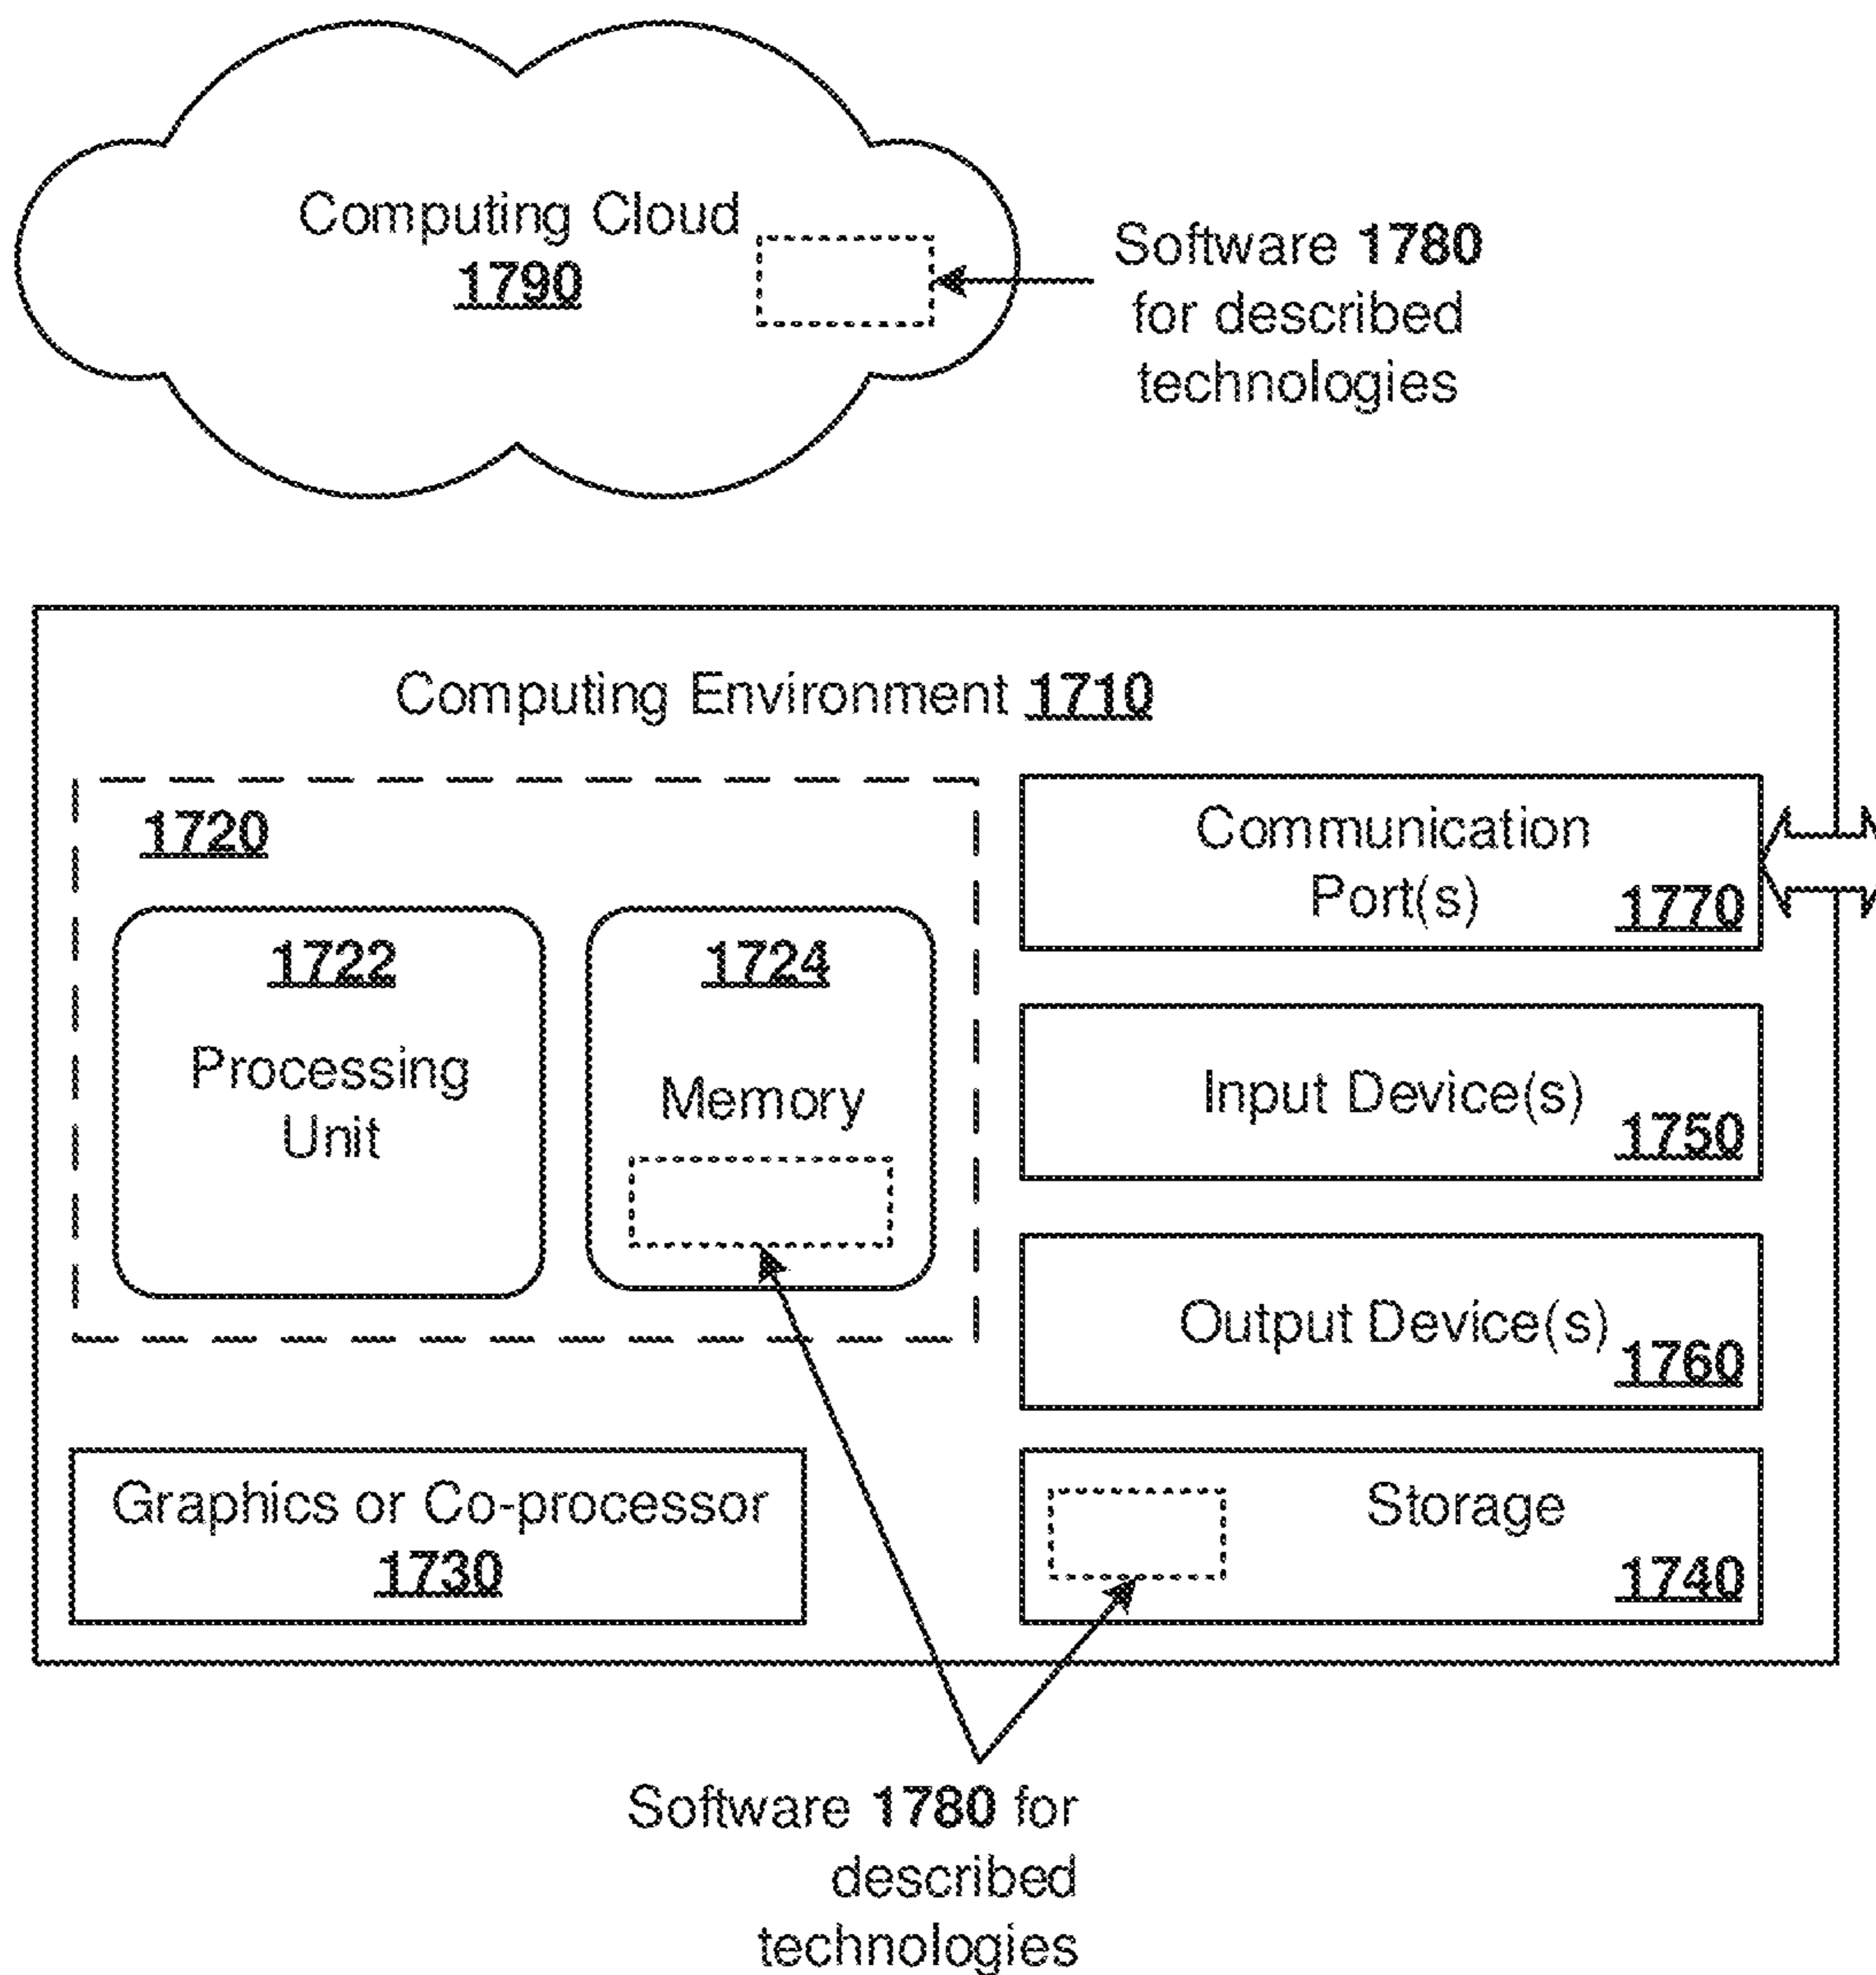 Computing Cloud
1790
Software 1780
for described
technologies
Computing Environment 1710
1720
1722
Processing
Unit
1724
Memory
Communication
Port(s)
1770
Input Device(s)
1750
Output Device(s)
1760
Graphics or Co-processor
1730
Storage
1740
Software 1780 for
described
technologies